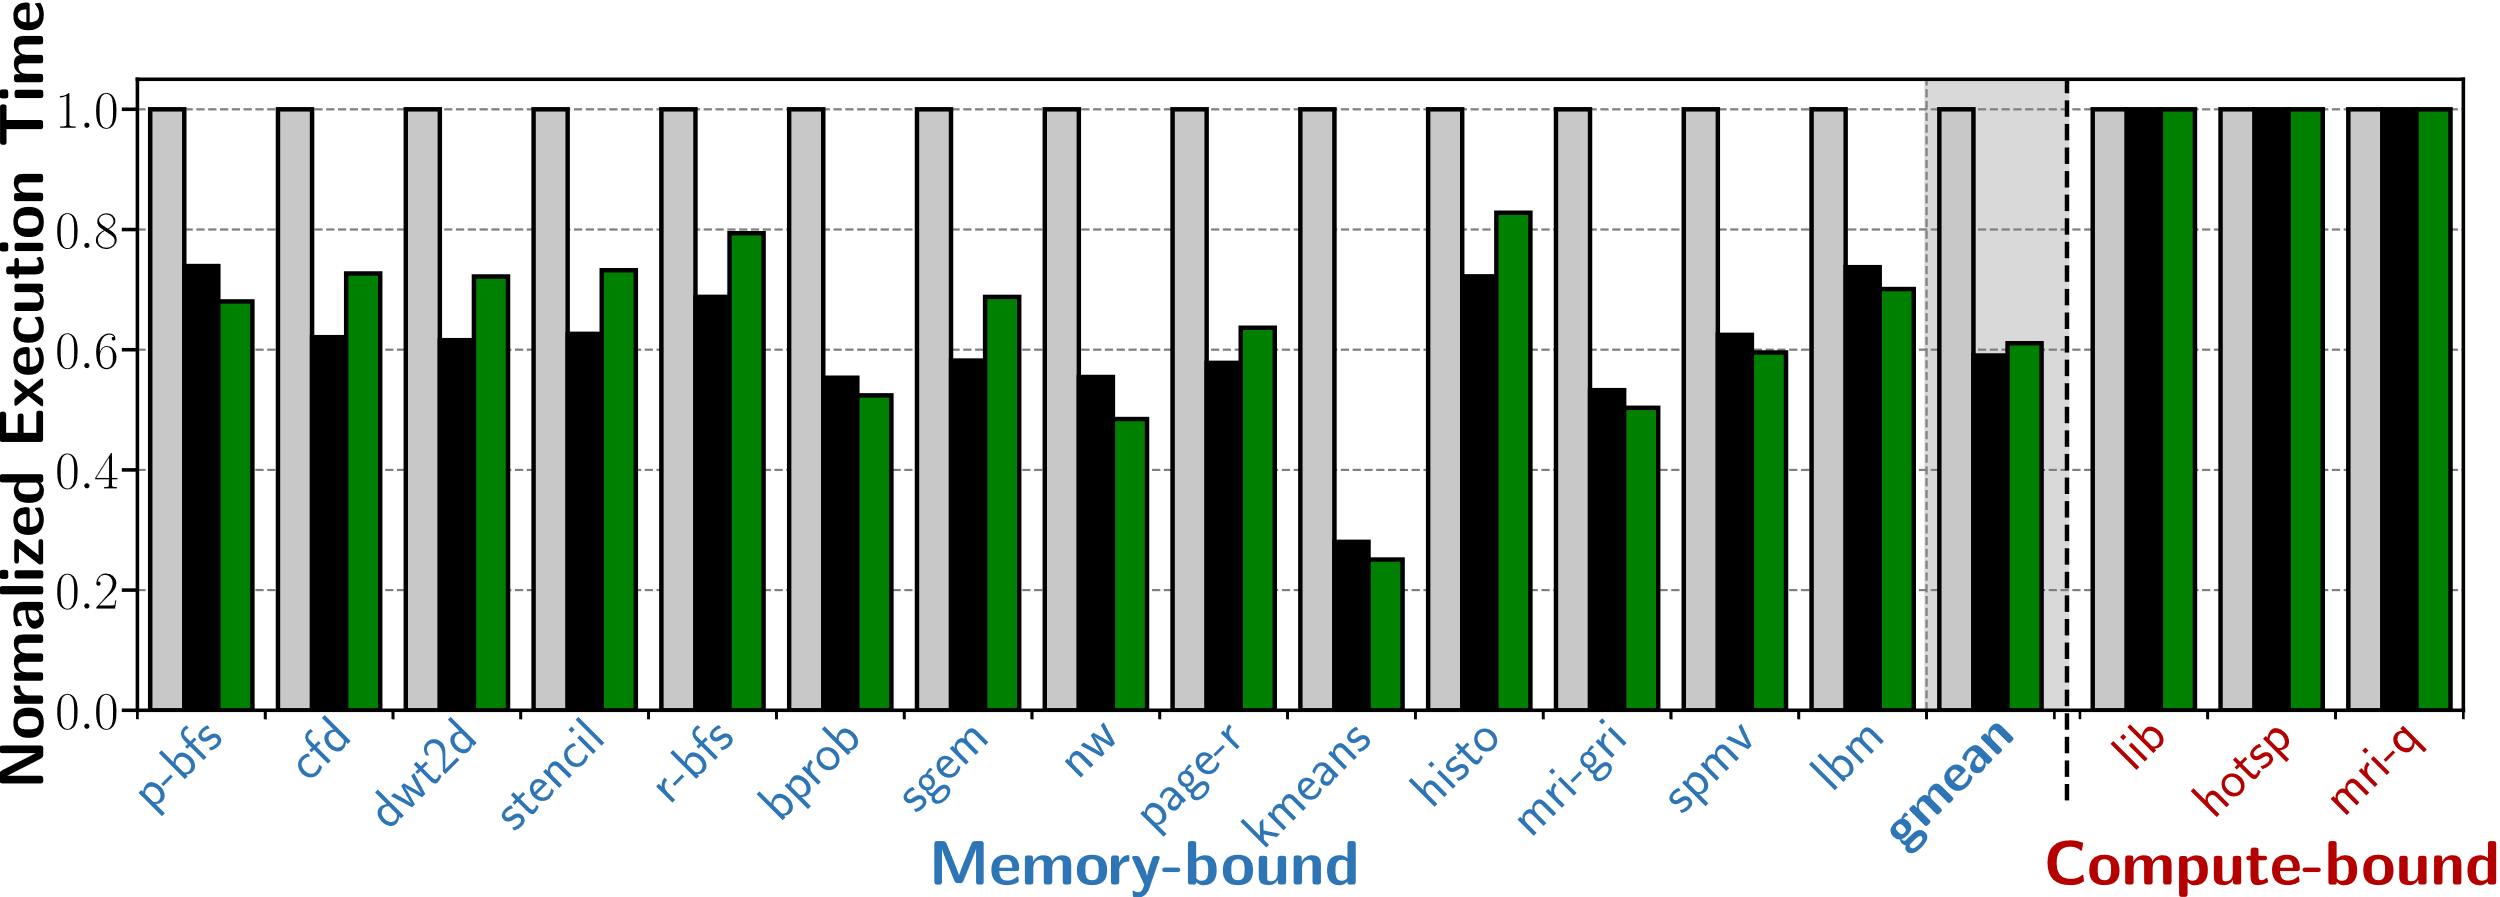 Normalized Execution Time
1.0
0.8
0.6
0.4
0.2
0.0
p-bfs
cfd
dwt2d
stencil
r-bfs
bprob
sgem
nw
page-r
kmeans
histo
mri-gri
spmv
lbm
gmean
lib
hotsp
mri-q
Memory-bound
Compute-bound